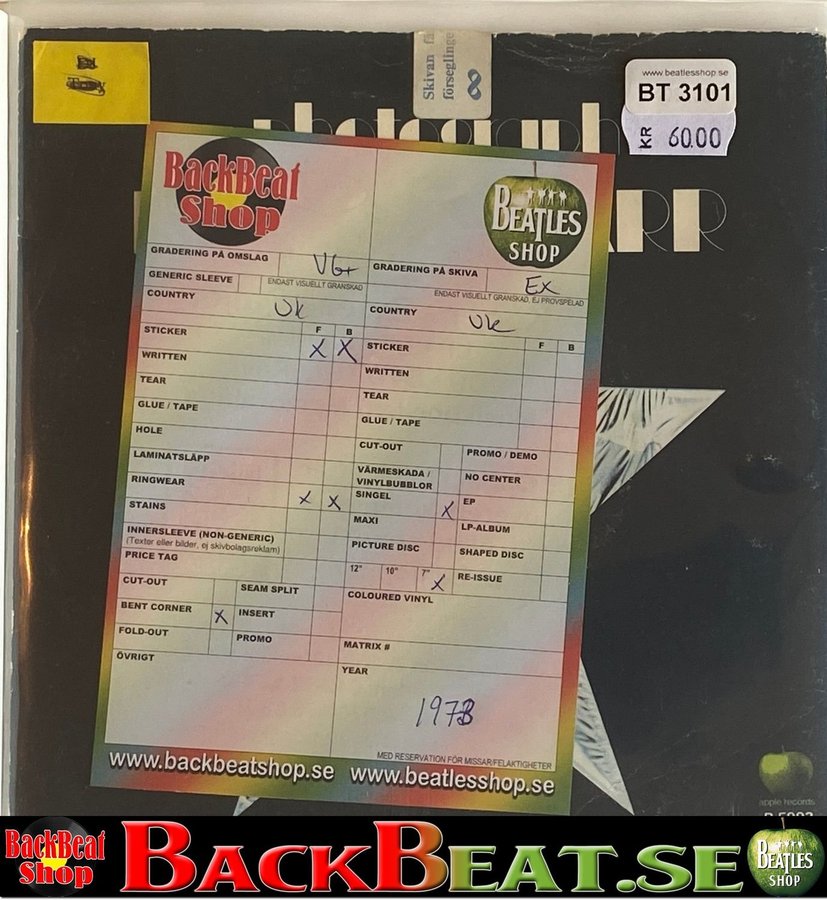 Skivan
förseglinge
8
www.beatlesshop.se
BT 3101
KR 60.00
photograph
ARR
BackBeat
Shop
BEATLES
SHOP
GRADERING PÅ OMSLAG VG+
GENERIC SLEEVE
ENDAST VISUELLT GRANSKAD
COUNTRY UK
STICKER F B X X
WRITTEN
TEAR
GLUE / TAPE
HOLE
LAMINATSLÄPP
RINGWEAR
STAINS X X
INNERSLEEVE (NON-GENERIC)
(Texter eller bilder, ej skivbolagsreklam)
PRICE TAG
CUT-OUT
SEAM SPLIT
BENT CORNER X
INSERT
FOLD-OUT
PROMO
ÖVRIGT
GRADERING PÅ SKIVA EX
ENDAST VISUELLT GRANSKAD, EJ PROVSPELAD
COUNTRY UK
STICKER F B
WRITTEN
TEAR
GLUE / TAPE
CUT-OUT
PROMO / DEMO
VÄRMESKADA /
VINYLBUBBLOR
NO CENTER
SINGEL X
EP
MAXI
LP-ALBUM
PICTURE DISC
SHAPED DISC
12" 10" 7" X
RE-ISSUE
COLOURED VINYL
MATRIX #
YEAR
1973
MED RESERVATION FÖR MISSAR/FELAKTIGHETER
www.backbeatshop.se www.beatlesshop.se
apple records
BackBeat
Shop
BACKBEAT.SE
BEATLES
SHOP